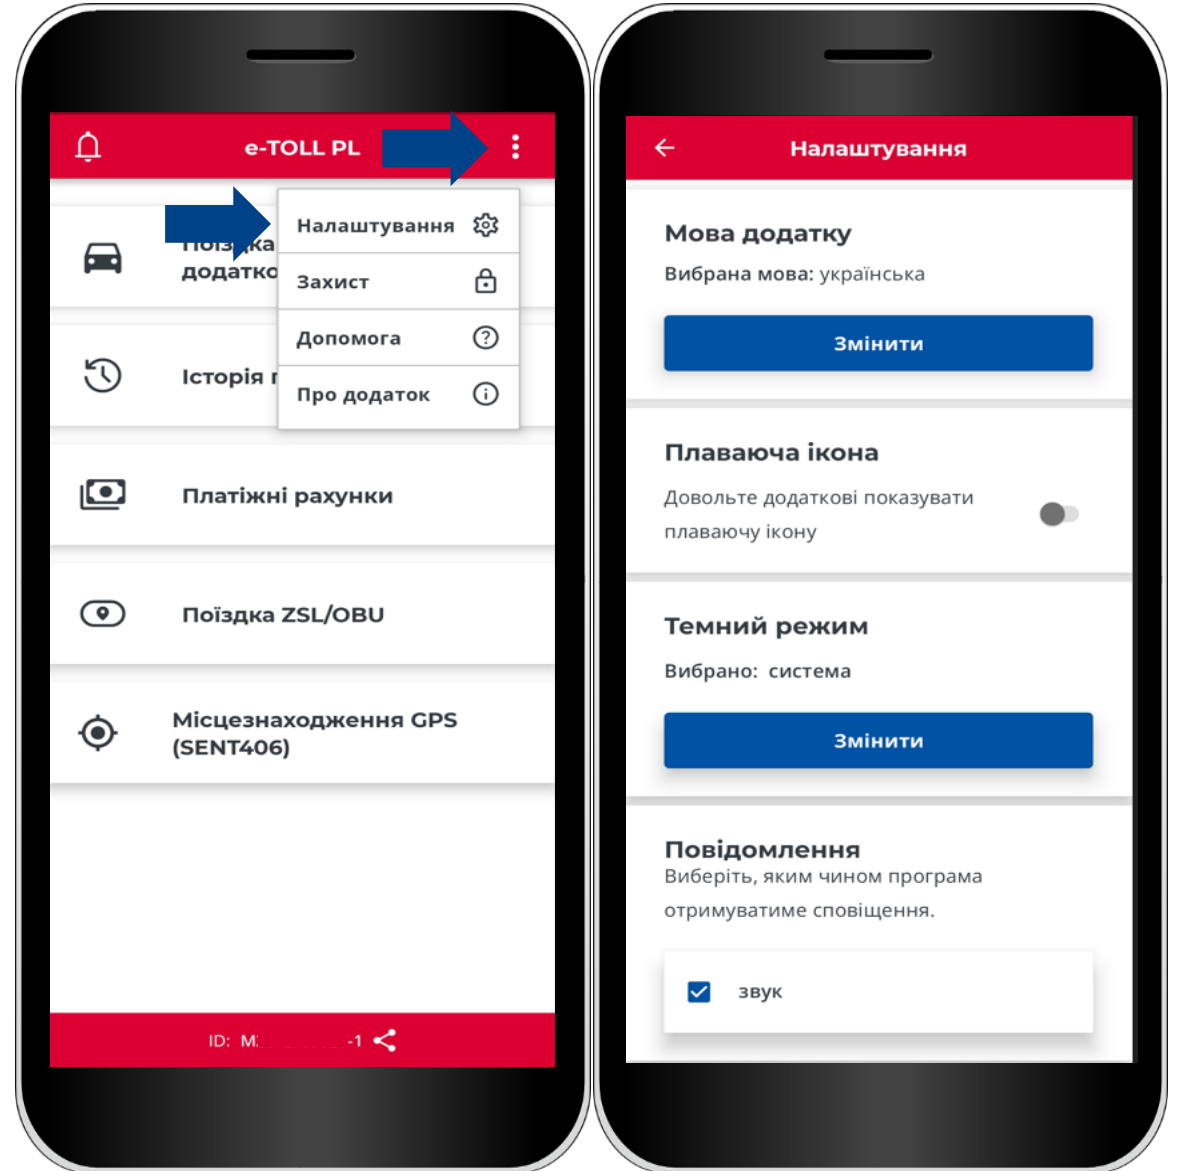 e-TOLL PL
Налаштування
Захист
Допомога
Про додаток
Поїздка
додатко
Історія
Платіжні рахунки
Поїздка ZSL/OBU
Місцезнаходження GPS
(SENT406)
ID: M -1
Налаштування
Мова додатку
Вибрана мова: українська
Змінити
Плаваюча ікона
Довольте додаткові показувати
плаваючу ікону
Темний режим
Вибрано: система
Змінити
Повідомлення
Виберіть, яким чином програма
отримуватиме сповіщення.
звук